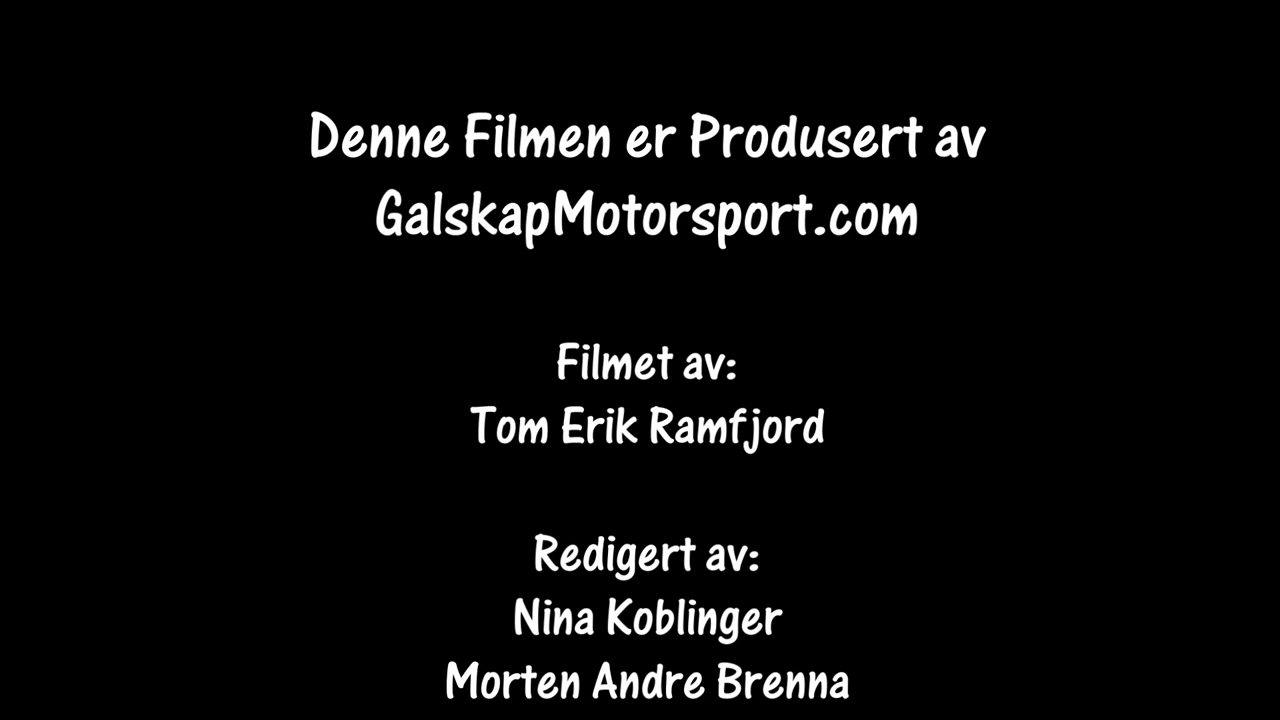 Denne Filmen er Produsert av
GalskapMotorsport.com
Filmet av:
Tom Erik Ramfjord
Redigert av:
Nina Koblinger
Morten Andre Brenna